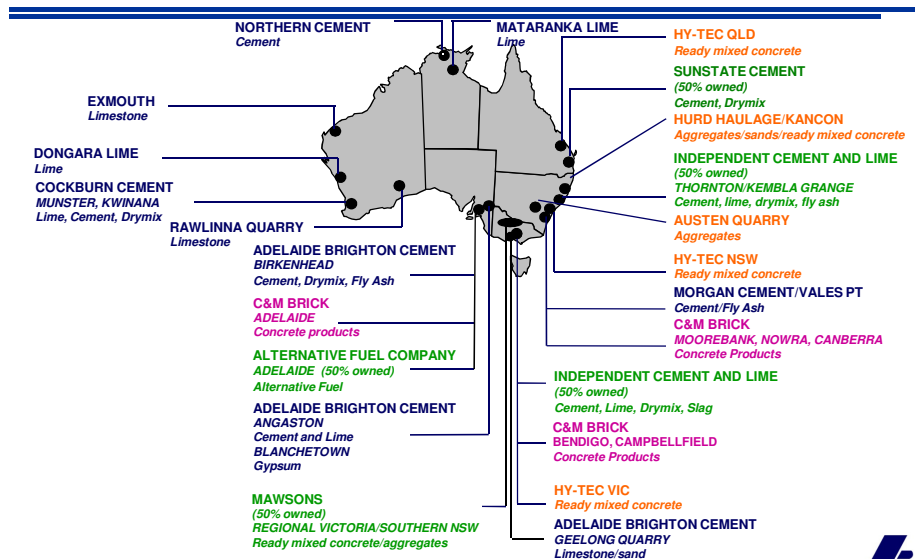 NORTHERN CEMENT
Cement
MATARANKA LIME
Lime
EXMOUTH
Limestone
DONGARA LIME
Lime
COCKBURN CEMENT
MUNSTER, KWINANA
Lime, Cement, Drymix
RAWLINNA QUARRY
Limestone
ADELAIDE BRIGHTON CEMENT
BIRKENHEAD
Cement, Drymix, Fly Ash
C&M BRICK
ADELAIDE
Concrete products
ALTERNATIVE FUEL COMPANY
ADELAIDE (50% owned)
Alternative Fuel
ADELAIDE BRIGHTON CEMENT
ANGASTON
Cement and Lime
BLANCHETOWN
Gypsum
MAWSONS
(50% owned)
REGIONAL VICTORIA/SOUTHERN NSW
Ready mixed concrete/aggregates
HY-TEC QLD
Ready mixed concrete
SUNSTATE CEMENT
(50% owned)
Cement, Drymix
HURD HAULAGE/KANCON
Aggregates/sands/ready mixed concrete
INDEPENDENT CEMENT AND LIME
(50% owned)
THORNTON/KEMBLA GRANGE
Cement, lime, drymix, fly ash
AUSTEN QUARRY
Aggregates
HY-TEC NSW
Ready mixed concrete
MORGAN CEMENT/VALES PT
Cement/Fly Ash
C&M BRICK
MOOREBANK, NOWRA, CANBERRA
Concrete Products
INDEPENDENT CEMENT AND LIME
(50% owned)
Cement, Lime, Drymix, Slag
C&M BRICK
BENDIGO, CAMPBELLFIELD
Concrete Products
HY-TEC VIC
Ready mixed concrete
ADELAIDE BRIGHTON CEMENT
GEELONG QUARRY
Limestone/sand